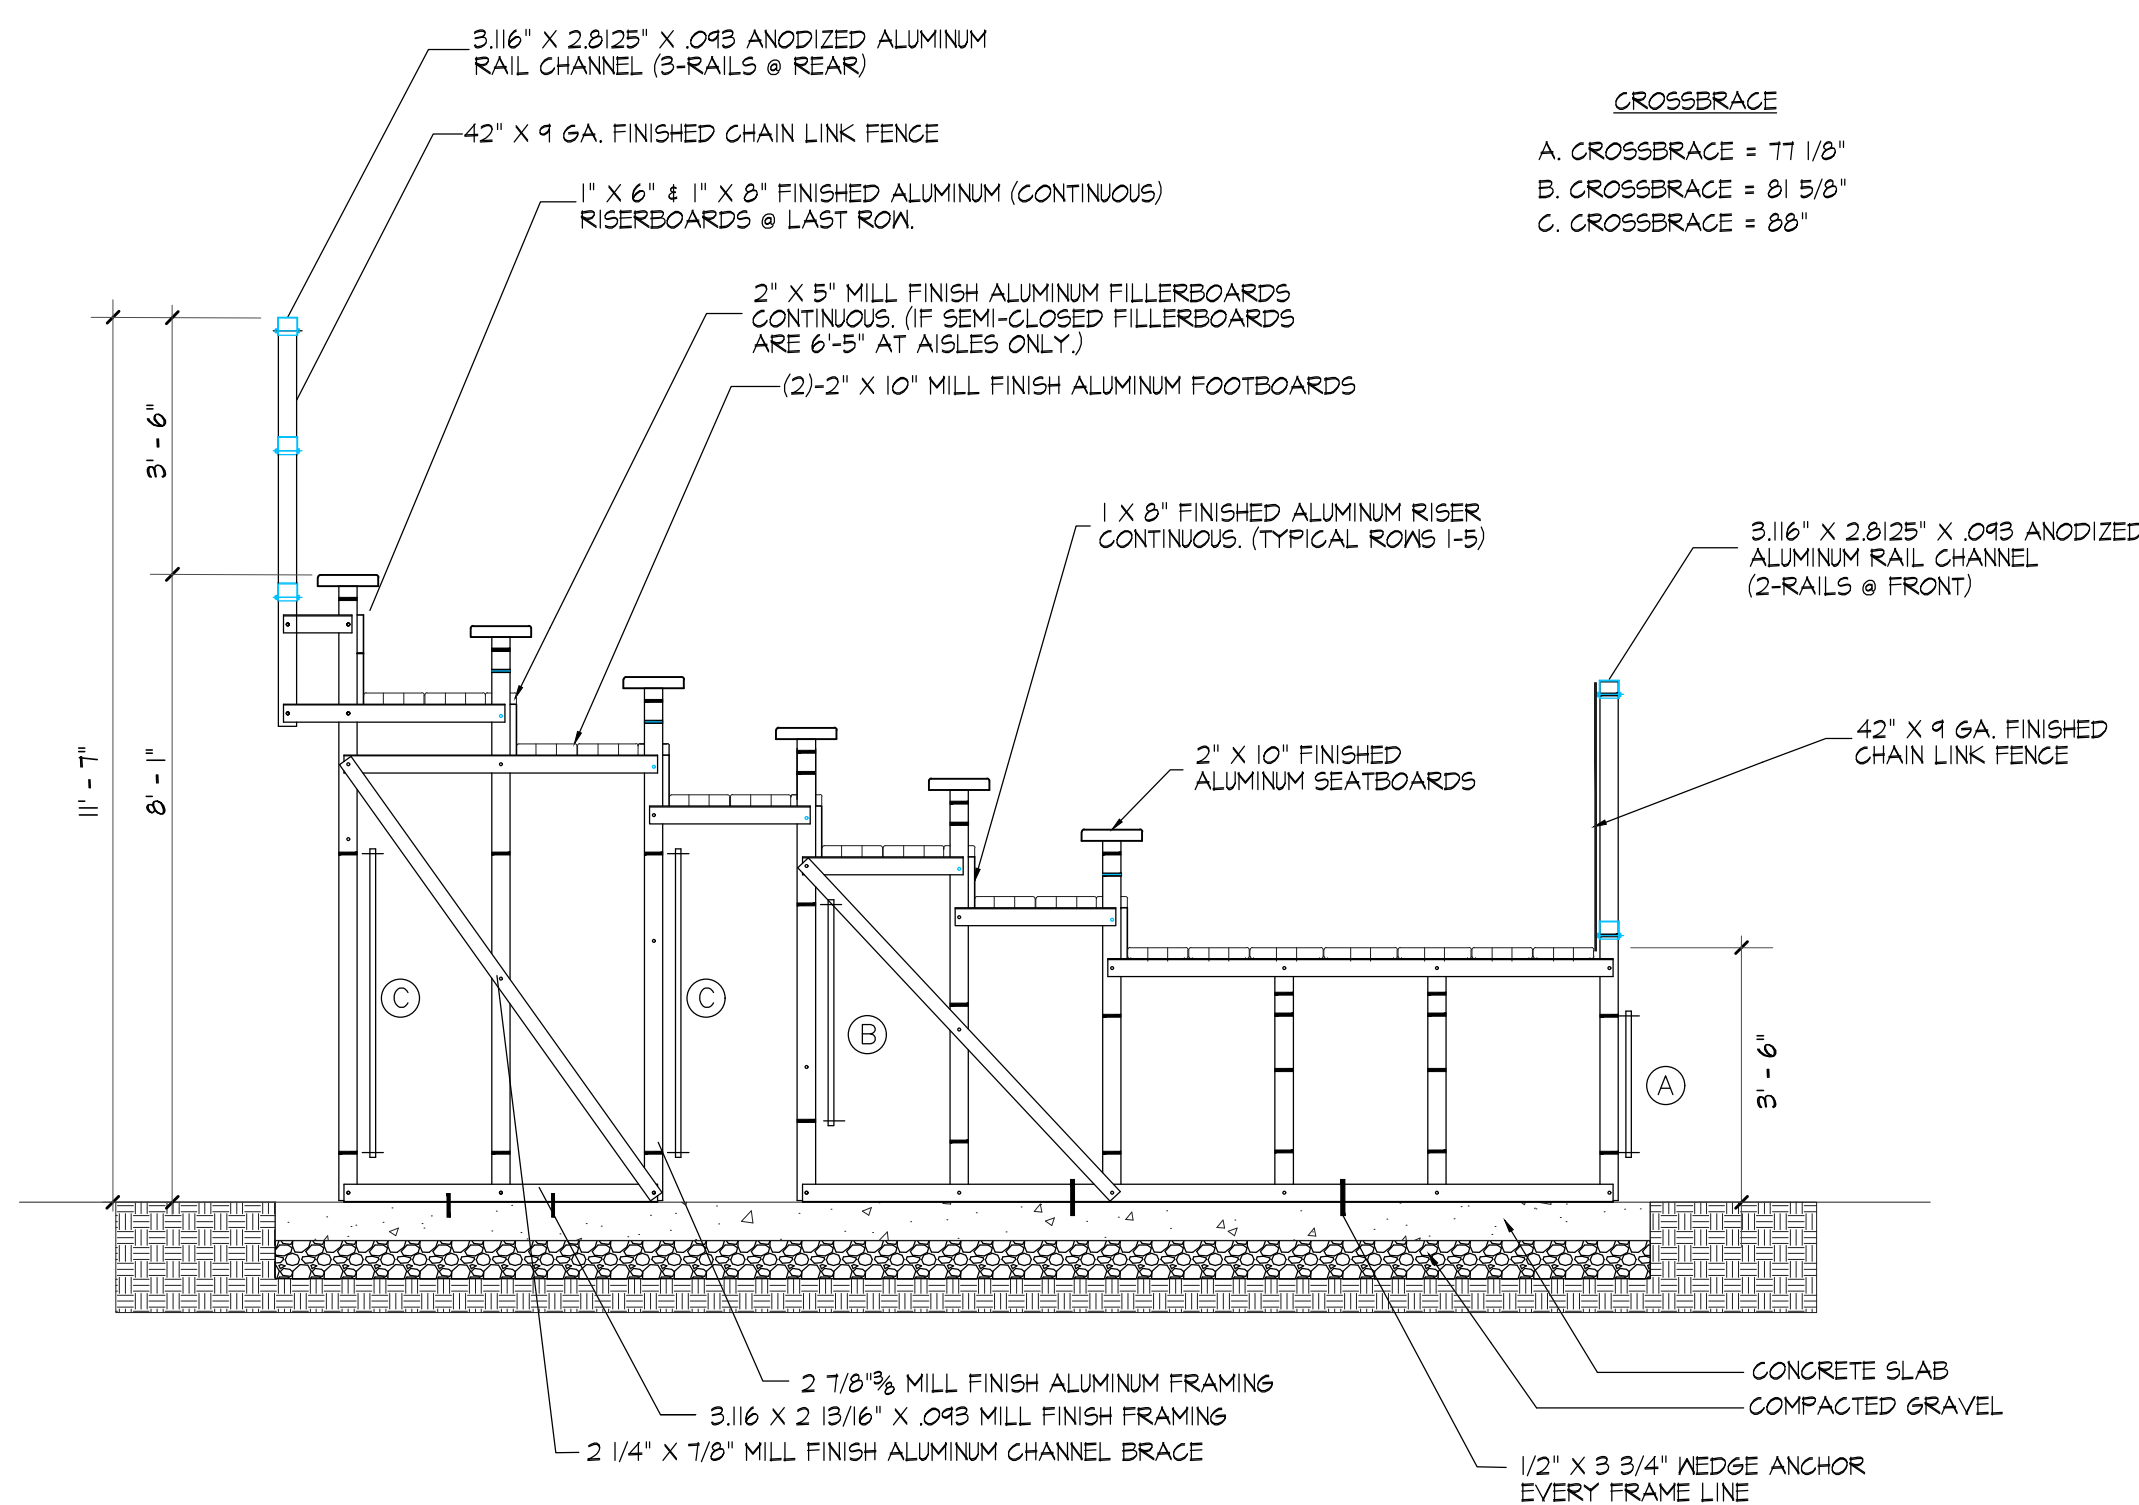 3.116" X 2.8125" X .093 ANODIZED ALUMINUM
RAIL CHANNEL (3-RAILS @ REAR)
42" X 9 GA. FINISHED CHAIN LINK FENCE
1" X 6" & 1" X 8" FINISHED ALUMINUM (CONTINUOUS)
RISERBOARDS @ LAST ROW.
2" X 5" MILL FINISH ALUMINUM FILLERBOARDS
CONTINUOUS. (IF SEMI-CLOSED FILLERBOARDS
ARE 6'-5" AT AISLES ONLY.)
(2)-2" X 10" MILL FINISH ALUMINUM FOOTBOARDS
CROSSBRACE
A. CROSSBRACE = 77 1/8"
B. CROSSBRACE = 81 5/8"
C. CROSSBRACE = 88"
1 X 8" FINISHED ALUMINUM RISER
CONTINUOUS. (TYPICAL ROWS 1-5)
3.116" X 2.8125" X .093 ANODIZED
ALUMINUM RAIL CHANNEL
(2-RAILS @ FRONT)
2" X 10" FINISHED
ALUMINUM SEATBOARDS
42" X 9 GA. FINISHED
CHAIN LINK FENCE
11' - 7"
3' - 6"
8' - 1"
C
C
B
A
3' - 6"
2 7/8"⅜ MILL FINISH ALUMINUM FRAMING
3.116 X 2 13/16" X .093 MILL FINISH FRAMING
2 1/4" X 7/8" MILL FINISH ALUMINUM CHANNEL BRACE
CONCRETE SLAB
COMPACTED GRAVEL
1/2" X 3 3/4" WEDGE ANCHOR
EVERY FRAME LINE